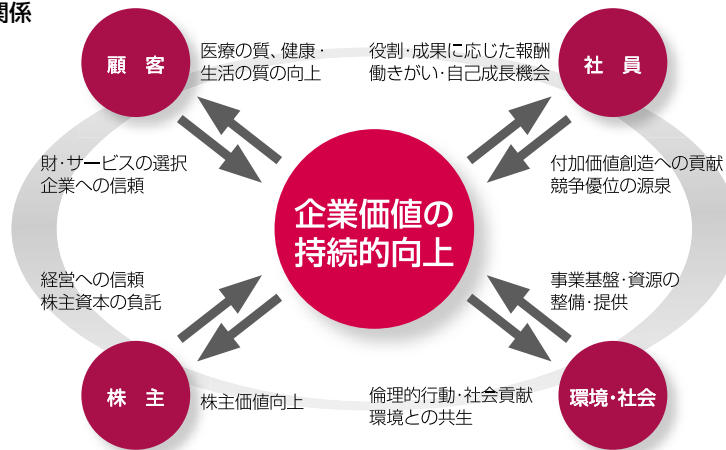 関係
顧 客
医療の質、健康・
生活の質の向上
役割・成果に応じた報酬
働きがい・自己成長機会
社 員
財・サービスの選択
企業への信頼
付加価値創造への貢献
競争優位の源泉
企業価値の
持続的向上
経営への信頼
株主資本の負託
事業基盤・資源の
整備・提供
株 主
株主価値向上
倫理的行動・社会貢献
環境との共生
環境・社会